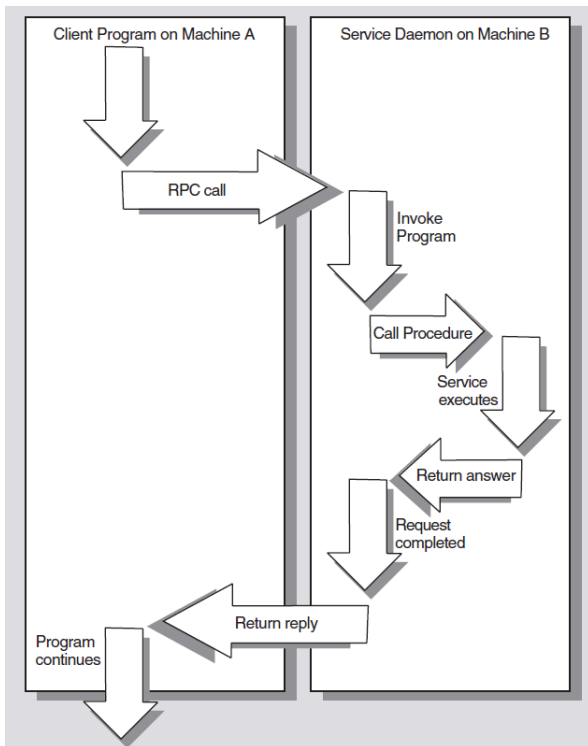 Client Program on Machine A
Service Daemon on Machine B
RPC call
Invoke
Program
Call Procedure
Service
executes
Return answer
Request
completed
Return reply
Program
continues